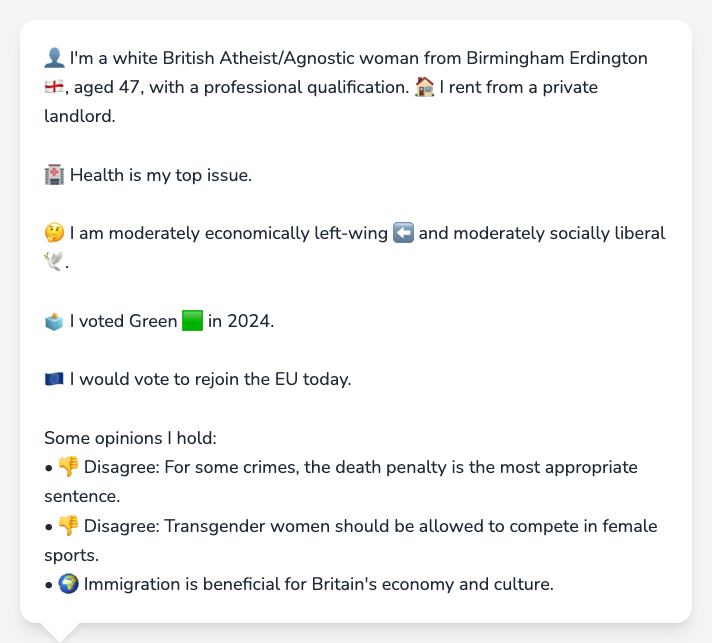 👤 I'm a white British Atheist/Agnostic woman from Birmingham Erdington
🏴󠁧󠁢󠁥󠁮󠁧󠁿, aged 47, with a professional qualification. 🏠 I rent from a private
landlord.
🏥 Health is my top issue.
🤔 I am moderately economically left-wing ⬅️ and moderately socially liberal
🕊️.
🗳️ I voted Green 🟩 in 2024.
🇪🇺 I would vote to rejoin the EU today.
Some opinions I hold:
• 👎 Disagree: For some crimes, the death penalty is the most appropriate
sentence.
• 👎 Disagree: Transgender women should be allowed to compete in female
sports.
• 🌍 Immigration is beneficial for Britain's economy and culture.